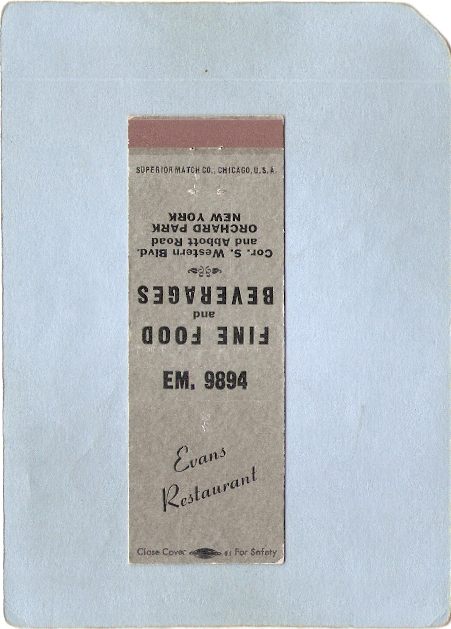 SUPERIOR MATCH CO., CHICAGO, U.S.A.
FINE FOOD
and
BEVERAGES
Cor. S. Western Blvd.
and Abbott Road
ORCHARD PARK
NEW YORK
EM. 9894
Evans
Restaurant
Close Cover For Safety